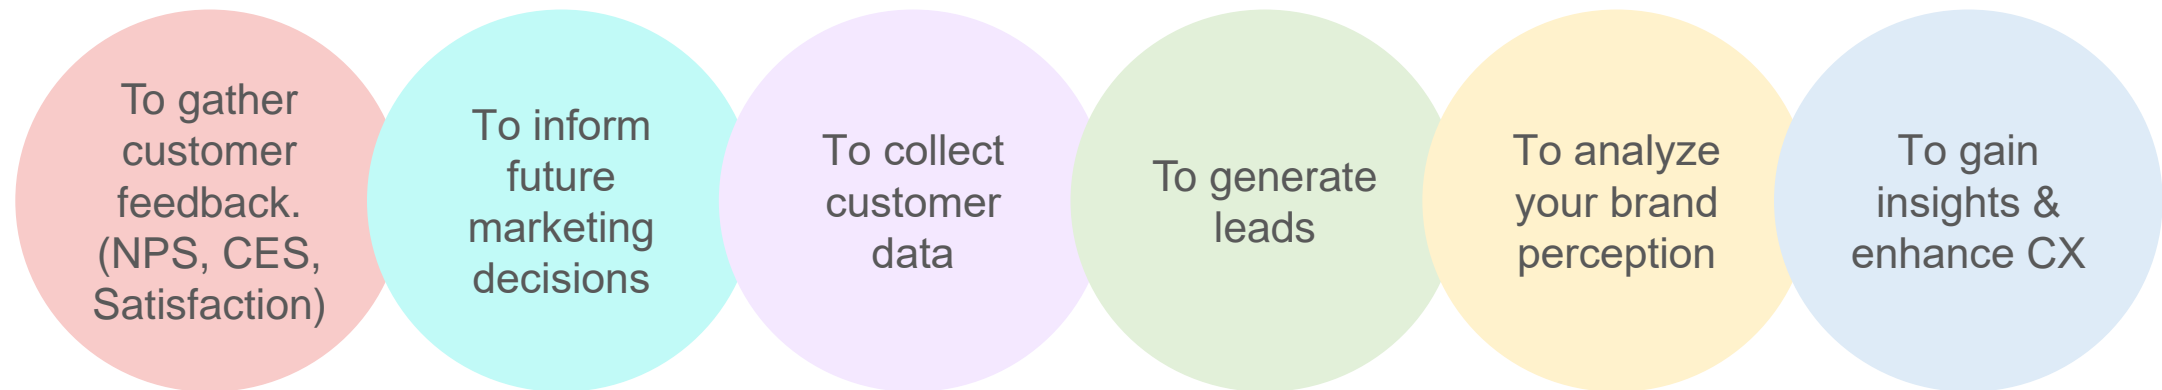 To gather
customer
feedback.
(NPS, CES,
Satisfaction)
To inform
future
marketing
decisions
To collect
customer
data
To generate
leads
To analyze
your brand
perception
To gain
insights &
enhance CX